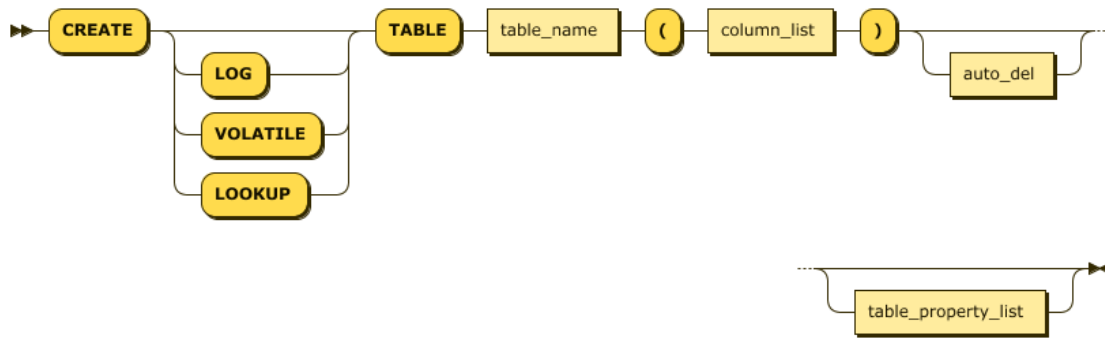 CREATE TABLE table_name ( column_list )
LOG auto_del
VOLATILE
LOOKUP
table_property_list